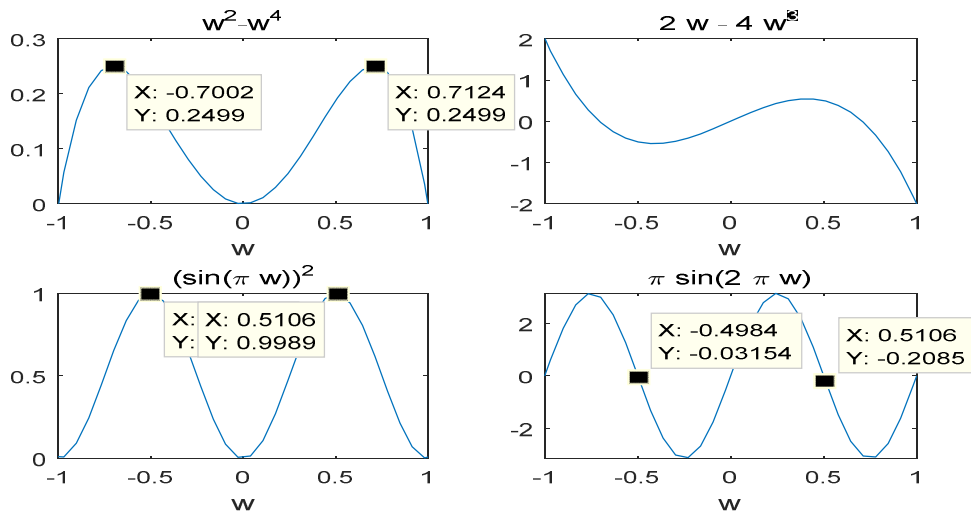 w²-w⁴
0.3
0.2
0.1
0
-1
-0.5
0
0.5
1
w
X: -0.7002
Y: 0.2499
X: 0.7124
Y: 0.2499
2 w - 4 w³
2
1
0
-1
-2
-1
-0.5
0
0.5
1
w
(sin(π w))²
1
0.5
0
-1
-0.5
0
0.5
1
w
X:
Y:
X: 0.5106
Y: 0.9989
π sin(2 π w)
2
0
-2
-1
-0.5
0
0.5
1
w
X: -0.4984
Y: -0.03154
X: 0.5106
Y: -0.2085